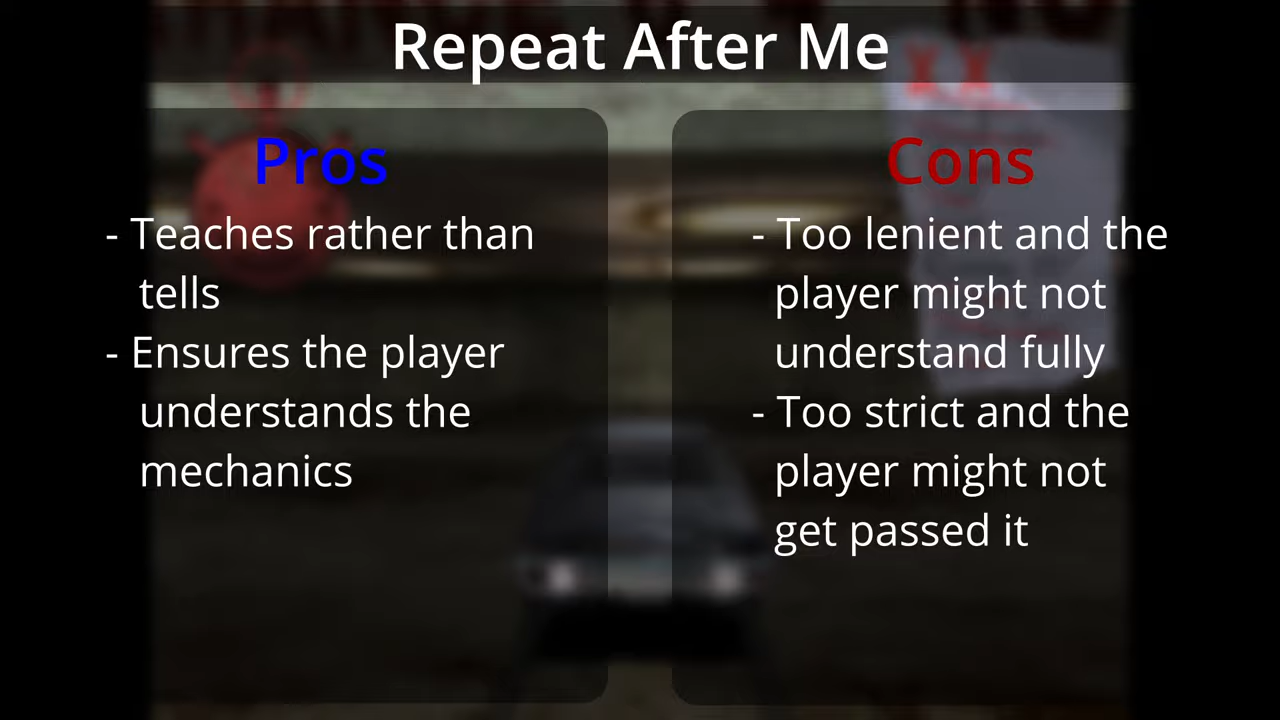 Repeat After Me
Pros
- Teaches rather than
tells
- Ensures the player
understands the
mechanics
Cons
- Too lenient and the
player might not
understand fully
- Too strict and the
player might not
get passed it